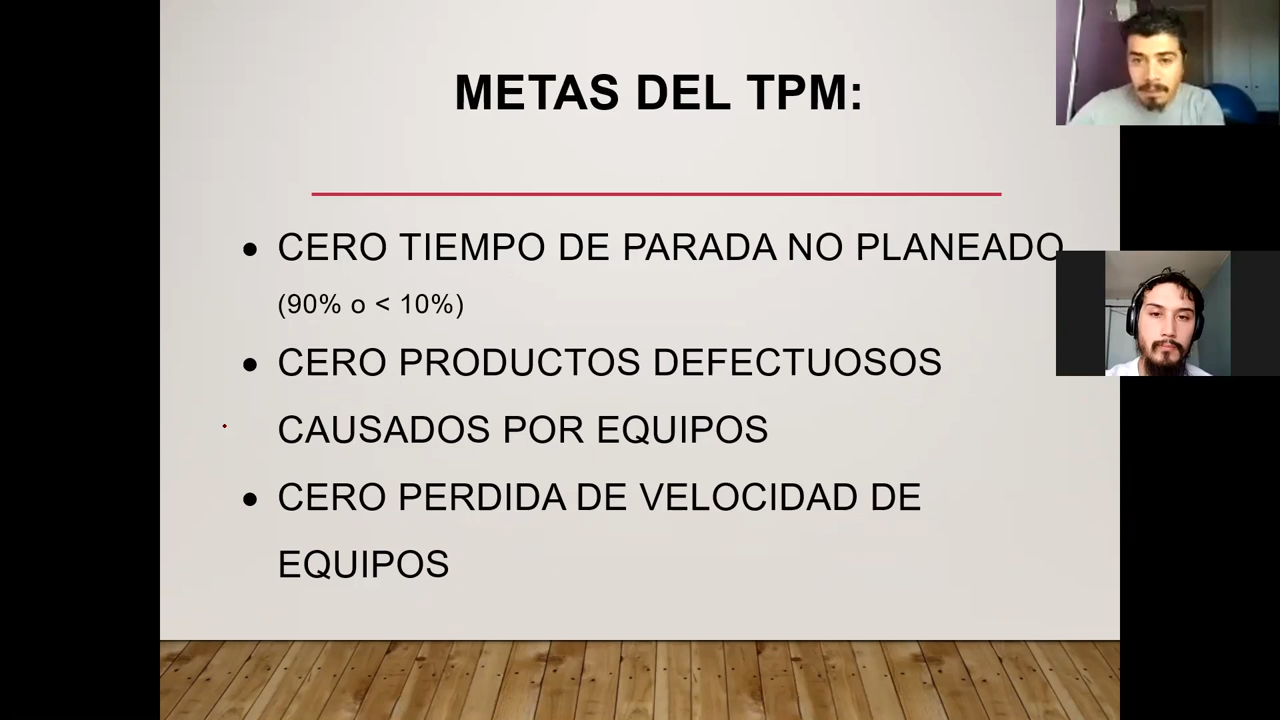 METAS DEL TPM:
● CERO TIEMPO DE PARADA NO PLANEADO
(90% o < 10%)
● CERO PRODUCTOS DEFECTUOSOS
CAUSADOS POR EQUIPOS
● CERO PERDIDA DE VELOCIDAD DE
EQUIPOS